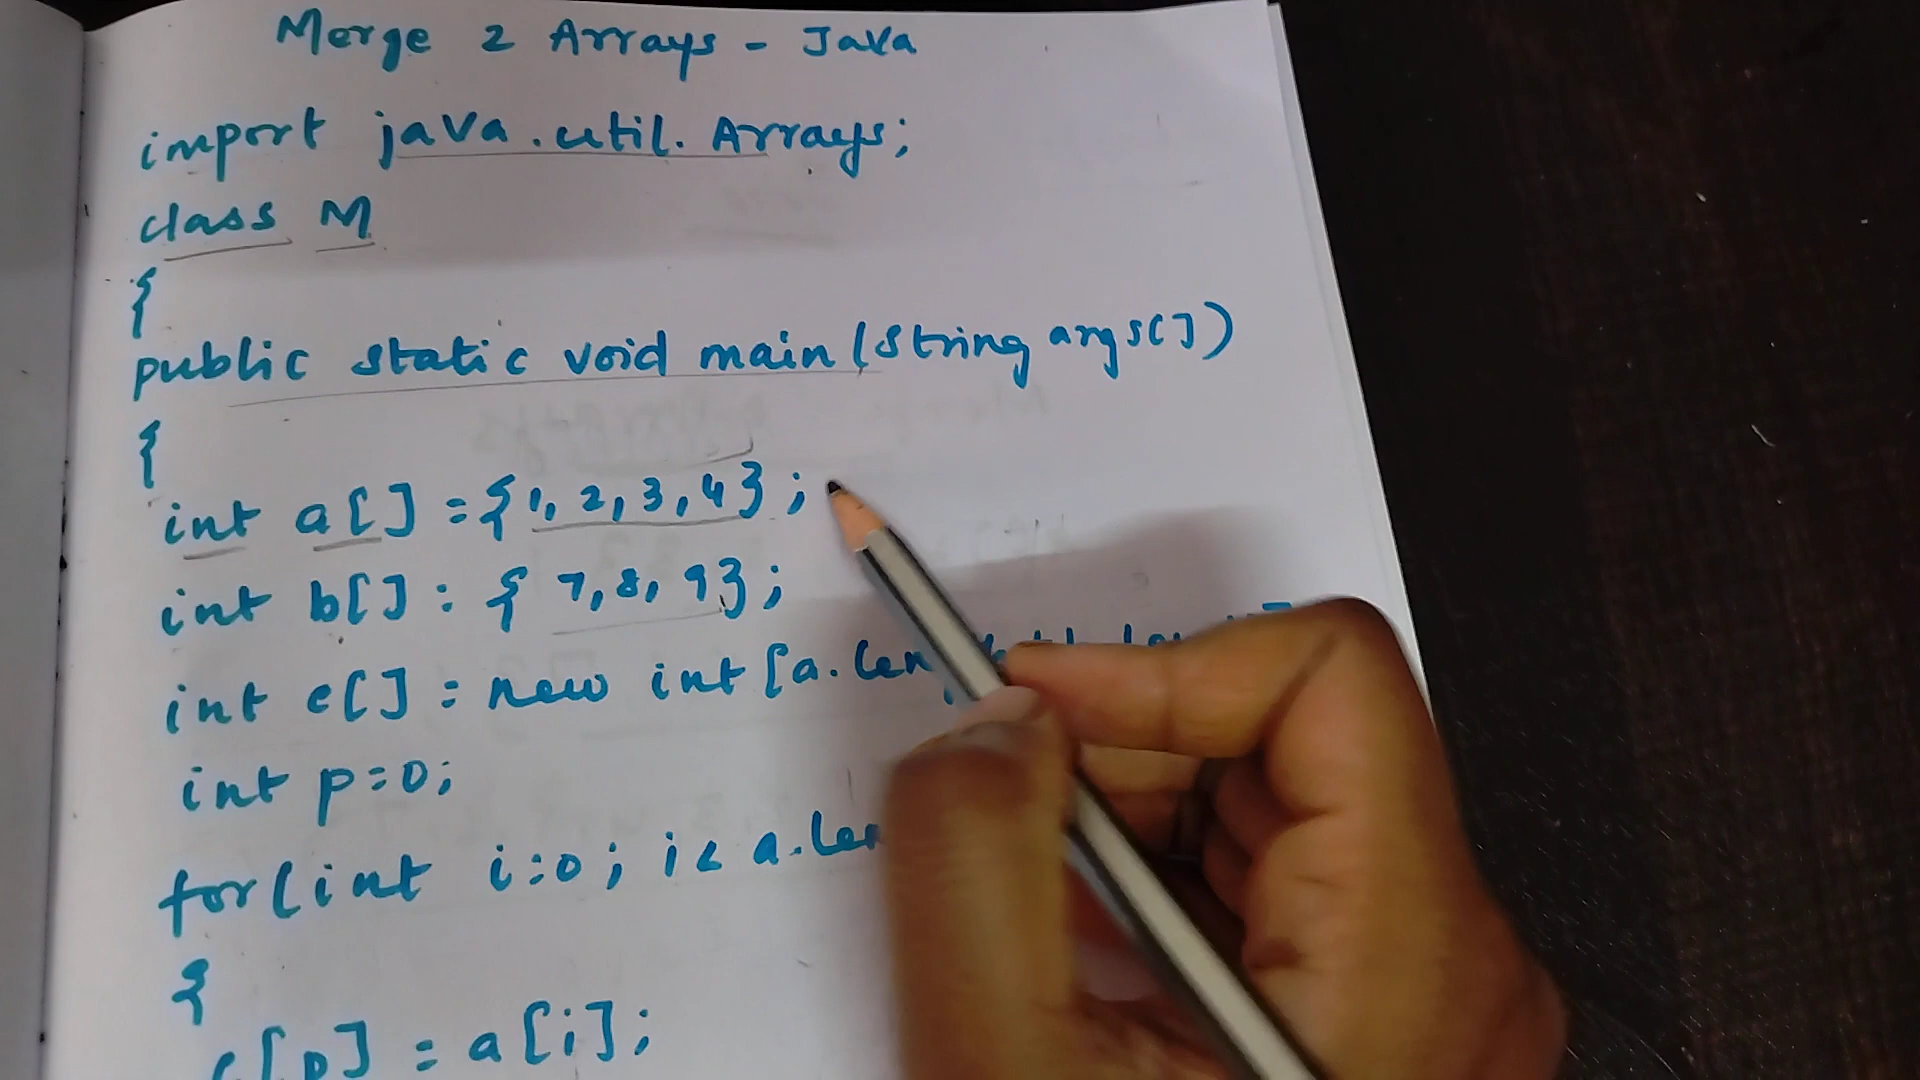 Merge 2 Arrays - Java
import java.util.Arrays;
class M
{
public static void main(String args[])
{
int a[] = {1, 2, 3, 4};
int b[] = { 7, 8, 9};
int c[] = new int [a.len
int p=0;
for(int i=0; i< a.len
{
c[p] = a[i];